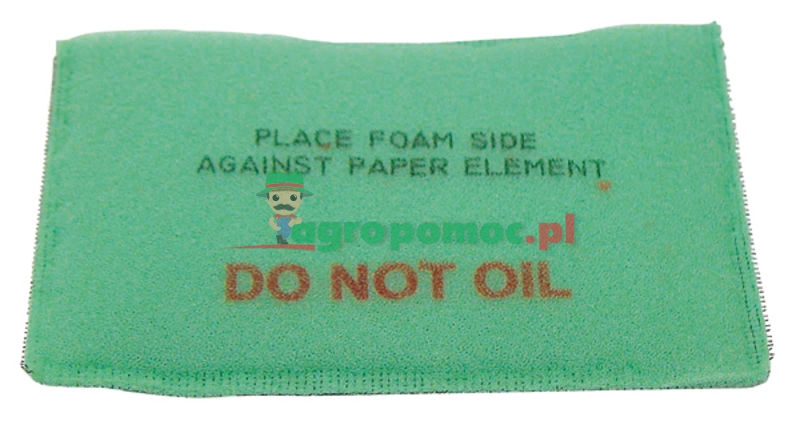 PLACE FOAM SIDE
AGAINST PAPER ELEMENT
agropomoc.pl
DO NOT OIL